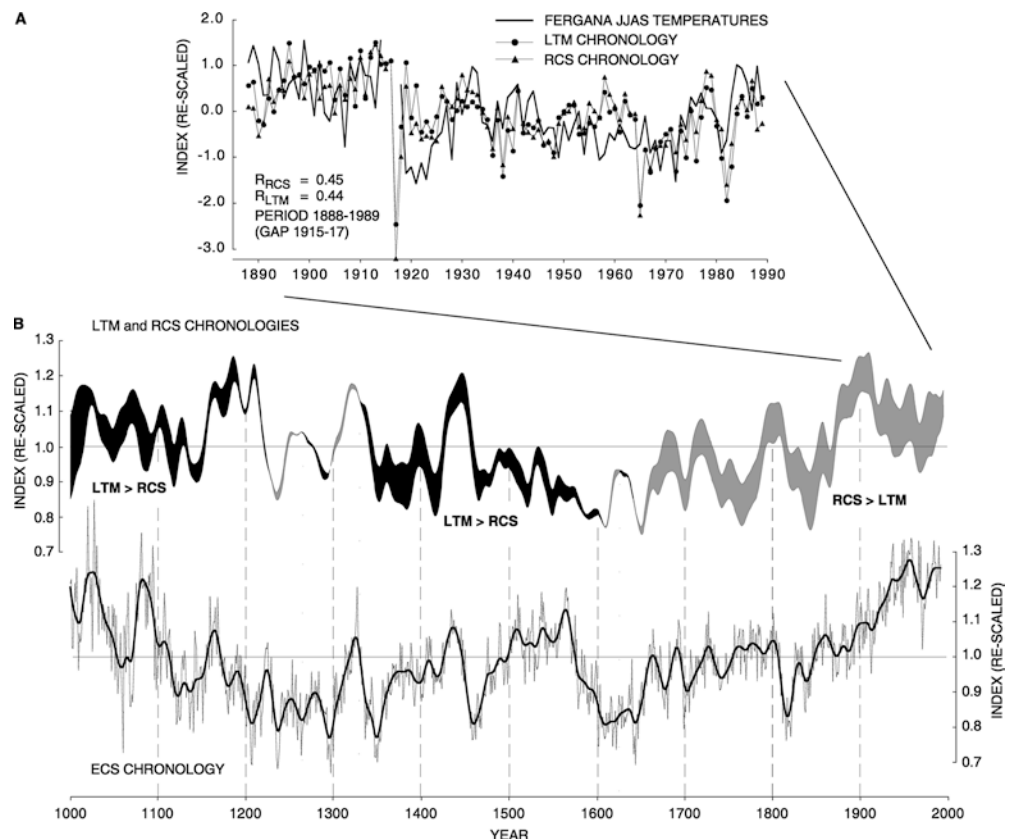 A
FERGANA JJAS TEMPERATURES
LTM CHRONOLOGY
RCS CHRONOLOGY
INDEX (RE-SCALED)
2.0
1.0
0.0
-1.0
-2.0
-3.0
R RCS = 0.45
R LTM = 0.44
PERIOD 1888-1989
(GAP 1915-17)
1890 1900 1910 1920 1930 1940 1950 1960 1970 1980 1990
B
LTM and RCS CHRONOLOGIES
INDEX (RE-SCALED)
1.3
1.2
1.1
1.0
0.9
0.8
0.7
LTM > RCS
LTM > RCS
RCS > LTM
1.3
1.2
1.1
1.0
0.9
0.8
0.7
INDEX (RE-SCALED)
ECS CHRONOLOGY
1000 1100 1200 1300 1400 1500 1600 1700 1800 1900 2000
YEAR